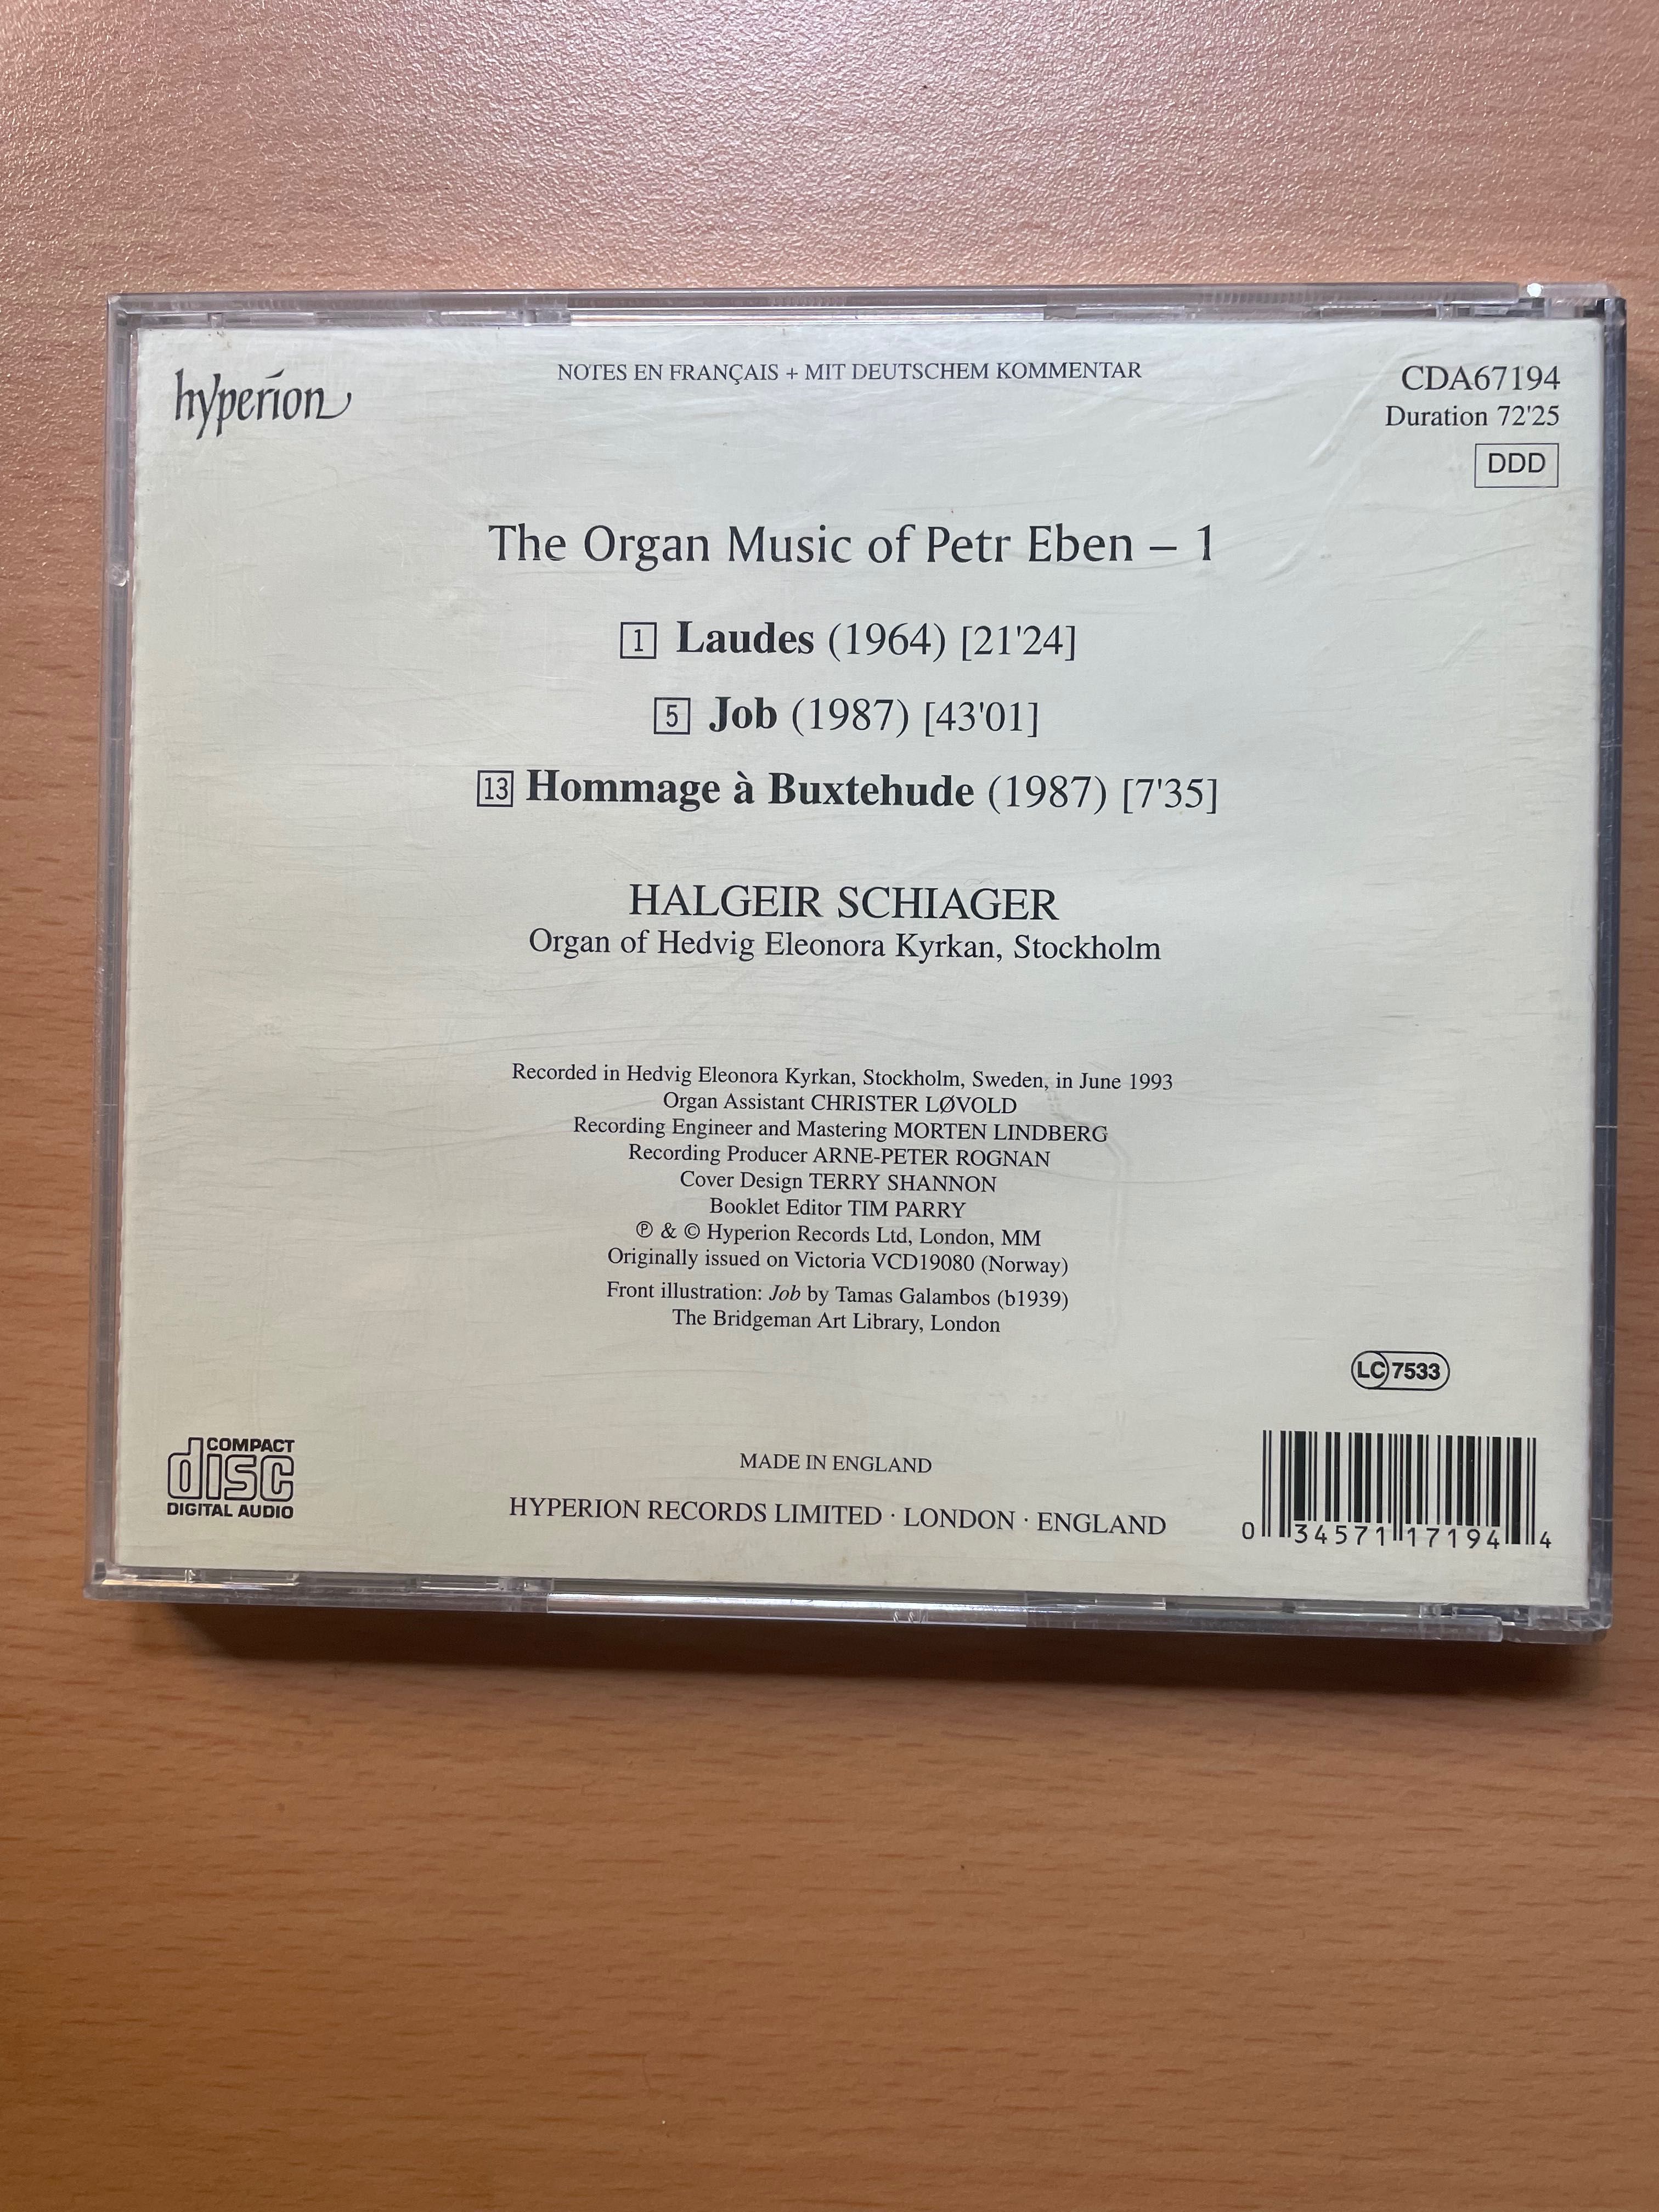 hyperion
NOTES EN FRANÇAIS + MIT DEUTSCHEM KOMMENTAR
CDA67194
Duration 72'25
DDD
The Organ Music of Petr Eben – 1
1 Laudes (1964) [21'24]
5 Job (1987) [43'01]
13 Hommage à Buxtehude (1987) [7'35]
HALGEIR SCHIAGER
Organ of Hedvig Eleonora Kyrkan, Stockholm
Recorded in Hedvig Eleonora Kyrkan, Stockholm, Sweden, in June 1993
Organ Assistant CHRISTER LØVOLD
Recording Engineer and Mastering MORTEN LINDBERG
Recording Producer ARNE-PETER ROGNAN
Cover Design TERRY SHANNON
Booklet Editor TIM PARRY
℗ & © Hyperion Records Ltd, London, MM
Originally issued on Victoria VCD19080 (Norway)
Front illustration: Job by Tamas Galambos (b1939)
The Bridgeman Art Library, London
LC 7533
COMPACT
disc
DIGITAL AUDIO
MADE IN ENGLAND
HYPERION RECORDS LIMITED · LONDON · ENGLAND
0 34571 17194 4